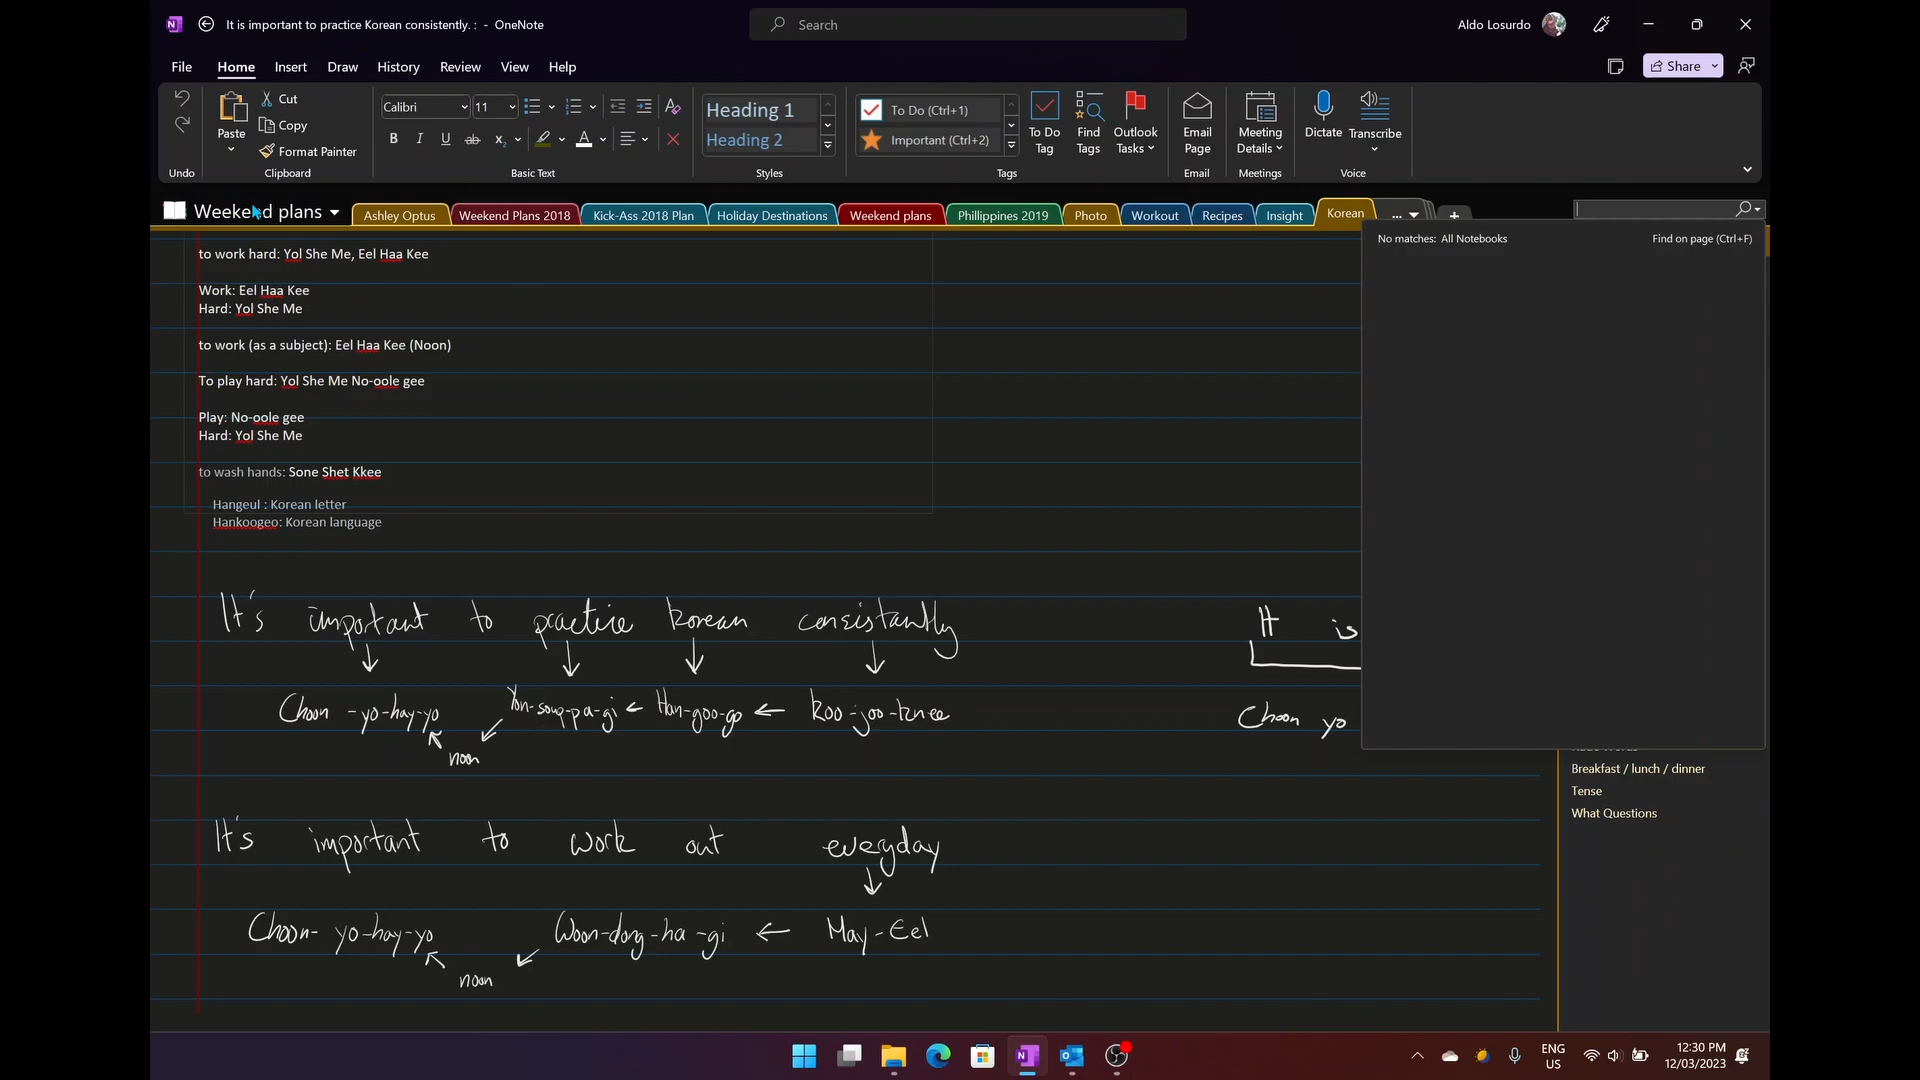 It is important to practice Korean consistently. : - OneNote
Search
Aldo Losurdo
File Home Insert Draw History Review View Help
Share
Paste
Cut
Copy
Format Painter
Calibri 11
B I U ab x
A
Heading 1
Heading 2
To Do (Ctrl+1)
Important (Ctrl+2)
To Do Tag
Find Tags
Outlook Tasks
Email Page
Meeting Details
Dictate
Transcribe
Undo Clipboard Basic Text Styles Tags Email Meetings Voice
Weekend plans
Ashley Optus Weekend Plans 2018 Kick-Ass 2018 Plan Holiday Destinations Weekend plans Phillippines 2019 Photo Workout Recipes Insight Korean ... +
No matches: All Notebooks Find on page (Ctrl+F)
to work hard: Yol She Me, Eel Haa Kee
Work: Eel Haa Kee
Hard: Yol She Me
to work (as a subject): Eel Haa Kee (Noon)
To play hard: Yol She Me No-oole gee
Play: No-oole gee
Hard: Yol She Me
to wash hands: Sone Shet Kkee
Hangeul : Korean letter
Hankoogeo: Korean language
It's important to practice korean consistantly
Choon -yo-hay-yo Yon-soup-pa-gi Han-goo-go Koo-joo-knee
noon
It is
Choon yo
It's important to work out everyday
Choon- yo-hay-yo Woon-dong-ha-gi May-Eel
noon
Breakfast / lunch / dinner
Tense
What Questions
ENG
US
12:30 PM
12/03/2023